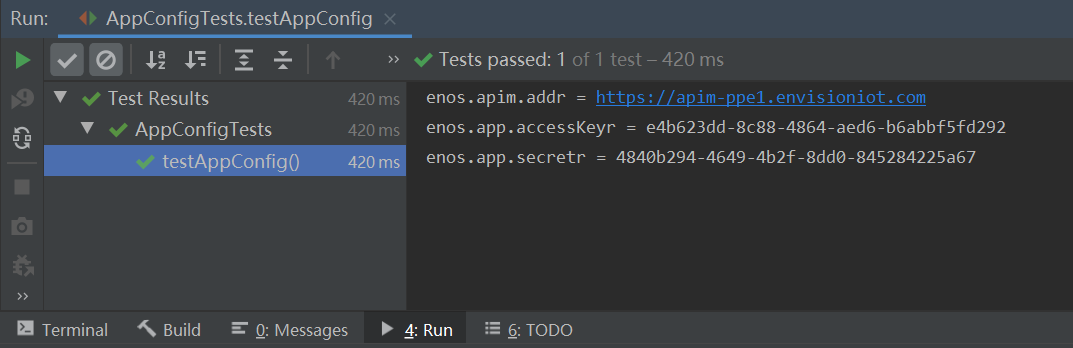 Run: AppConfigTests.testAppConfig
Tests passed: 1 of 1 test – 420 ms
Test Results 420 ms
AppConfigTests 420 ms
testAppConfig() 420 ms
enos.apim.addr = https://apim-ppe1.envisioniot.com
enos.app.accessKeyr = e4b623dd-8c88-4864-aed6-b6abbf5fd292
enos.app.secretr = 4840b294-4649-4b2f-8dd0-845284225a67
Terminal Build 0: Messages 4: Run 6: TODO